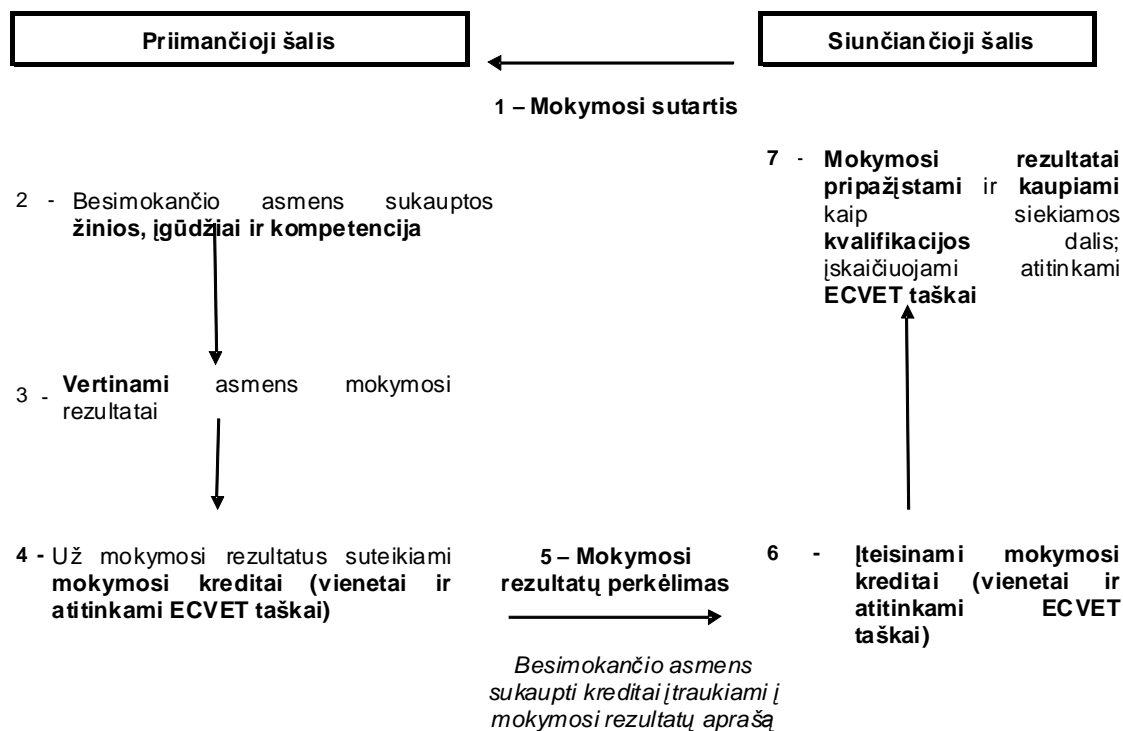 Priimančioji šalis
Siunčiančioji šalis
1 – Mokymosi sutartis
2 - Besimokančio asmens sukauptos
žinios, įgūdžiai ir kompetencija
3 - Vertinami asmens mokymosi
rezultatai
4 - Už mokymosi rezultatus suteikiami
mokymosi kreditai (vienetai ir
atitinkami ECVET taškai)
5 – Mokymosi
rezultatų perkėlimas
Besimokančio asmens
sukaupti kreditai įtraukiami į
mokymosi rezultatų aprašą
6 - Įteisinami mokymosi
kreditai (vienetai ir
atitinkami ECVET
taškai)
7 - Mokymosi rezultatai
pripažįstami ir kaupiami
kaip siekiamos
kvalifikacijos dalis;
įskaičiuojami atitinkami
ECVET taškai